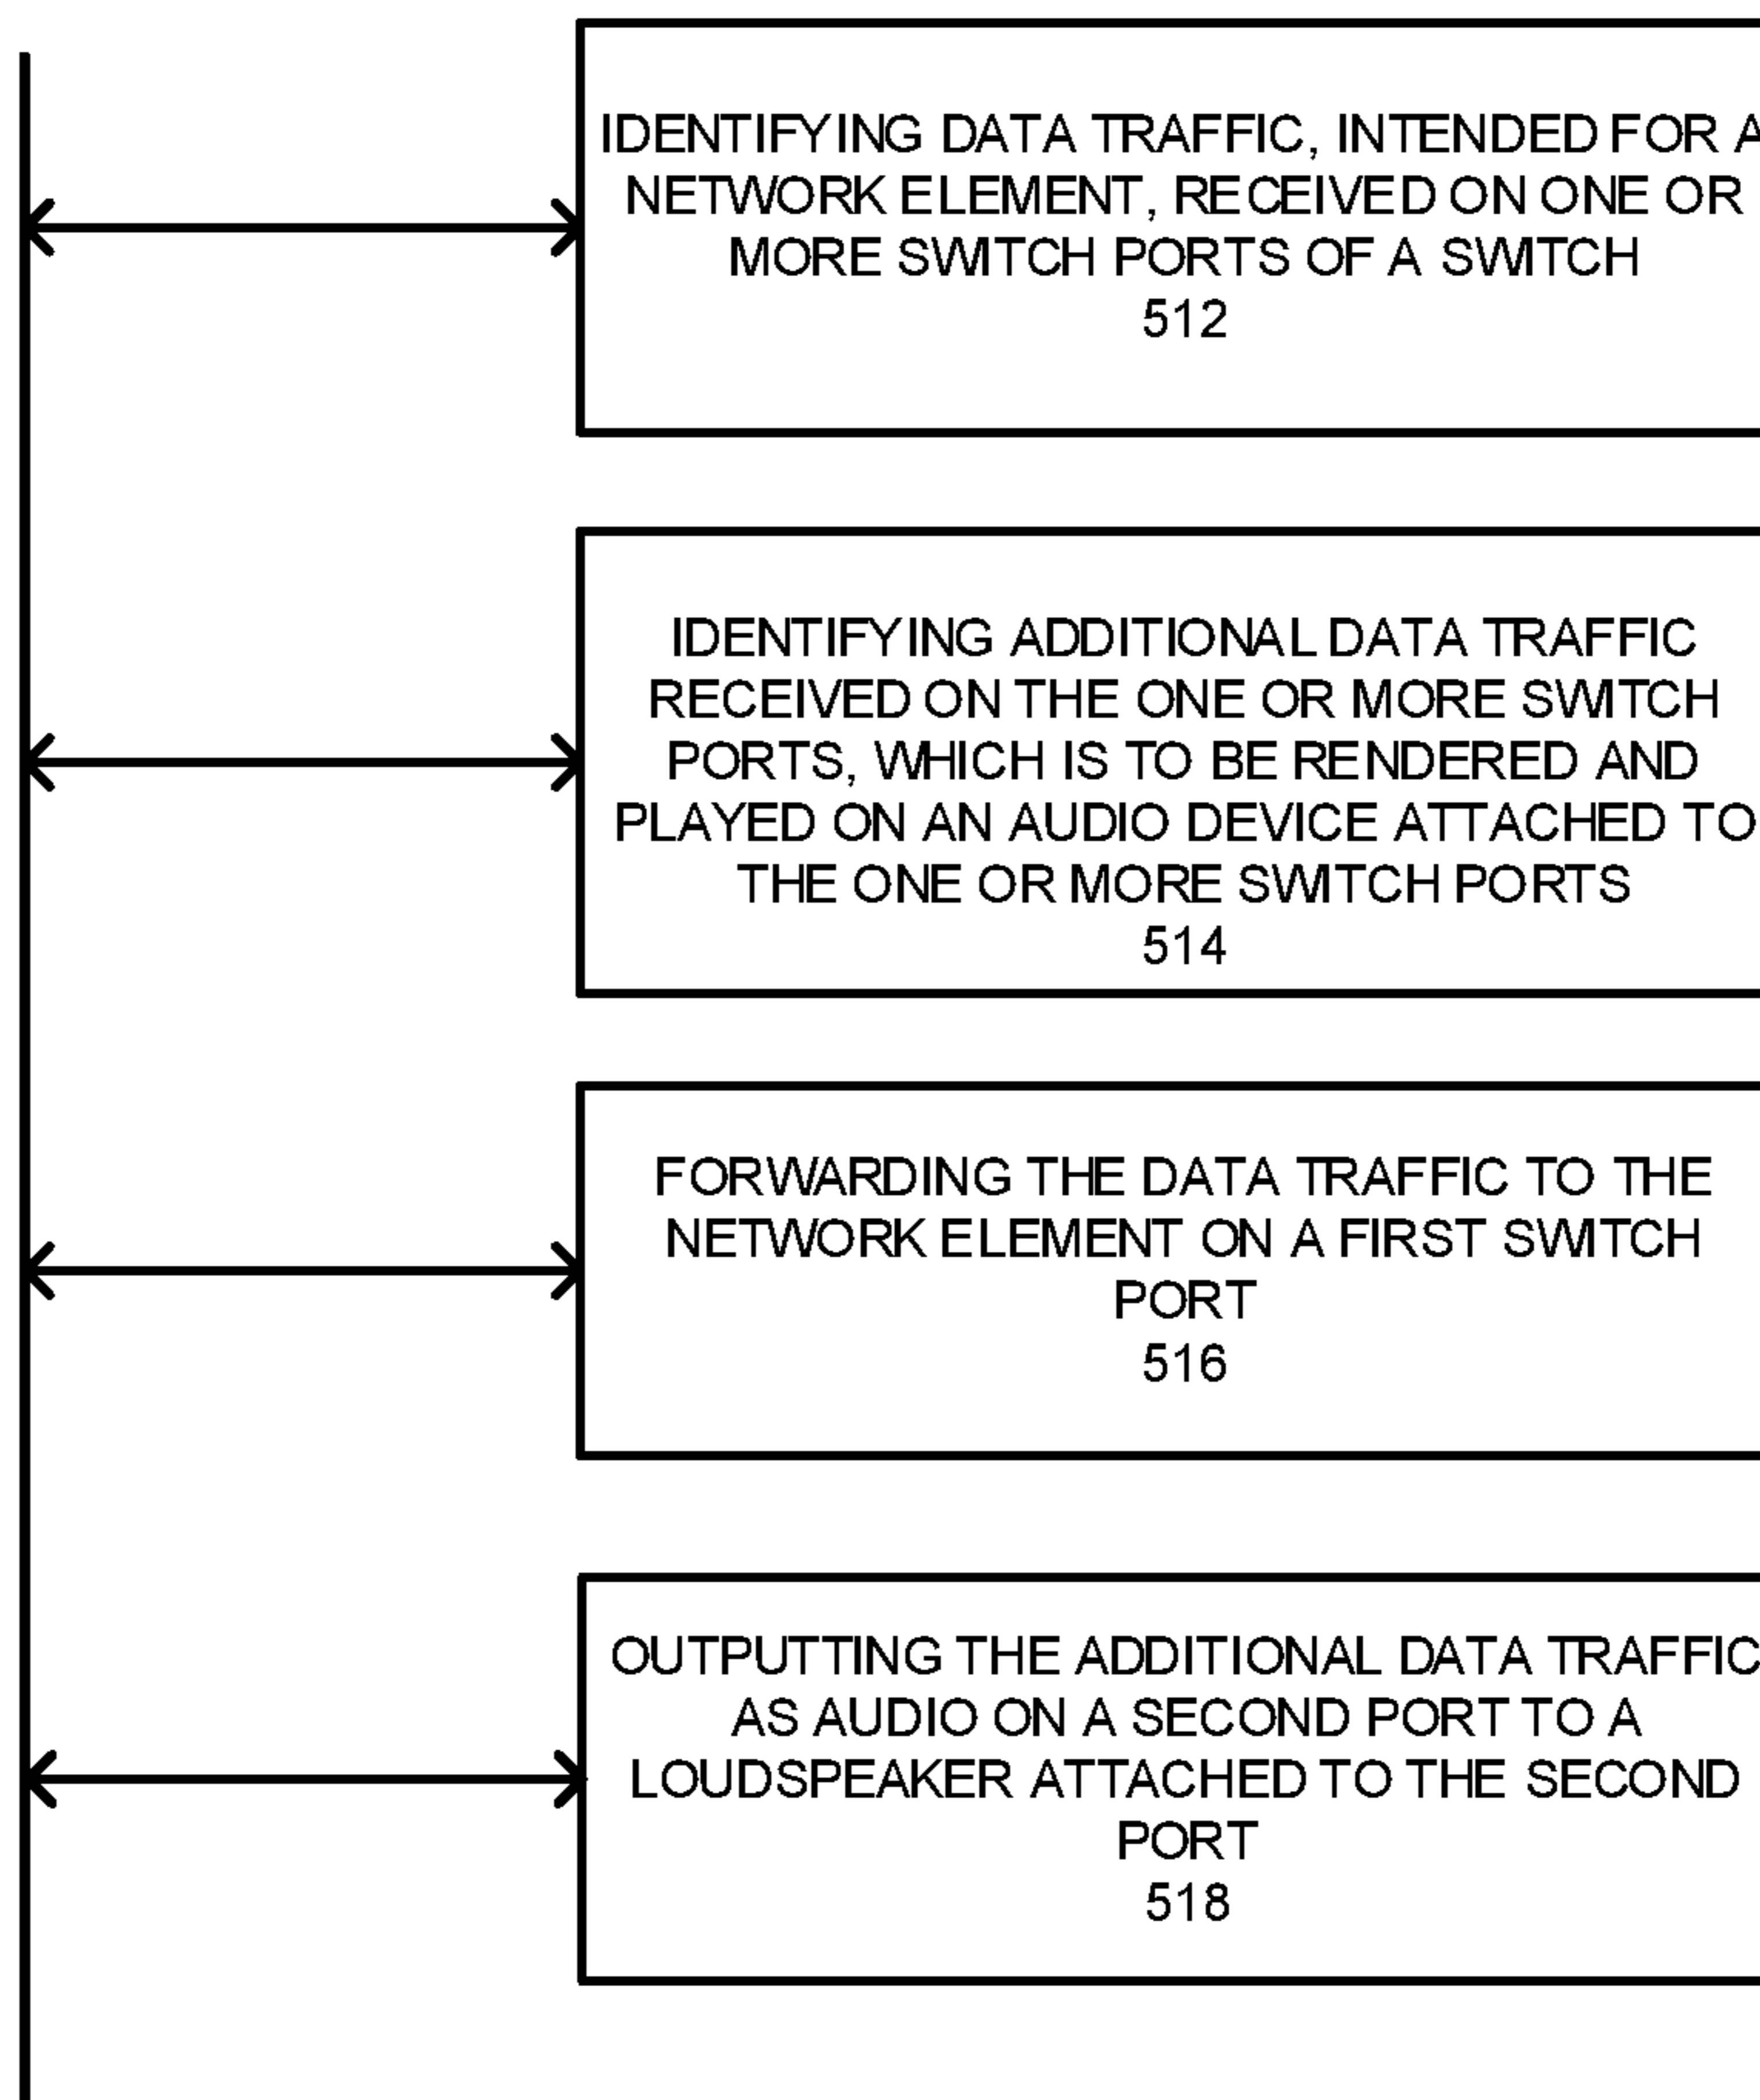 IDENTIFYING DATA TRAFFIC, INTENDED FOR A
NETWORK ELEMENT, RECEIVED ON ONE OR
MORE SWITCH PORTS OF A SWITCH
512
IDENTIFYING ADDITIONAL DATA TRAFFIC
RECEIVED ON THE ONE OR MORE SWITCH
PORTS, WHICH IS TO BE RENDERED AND
PLAYED ON AN AUDIO DEVICE ATTACHED TO
THE ONE OR MORE SWITCH PORTS
514
FORWARDING THE DATA TRAFFIC TO THE
NETWORK ELEMENT ON A FIRST SWITCH
PORT
516
OUTPUTTING THE ADDITIONAL DATA TRAFFIC
AS AUDIO ON A SECOND PORT TO A
LOUDSPEAKER ATTACHED TO THE SECOND
PORT
518